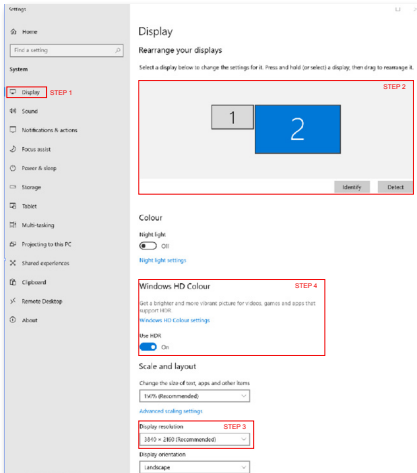 Settings
Home
Find a setting
System
Display STEP 1
Sound
Notifications & actions
Focus assist
Power & sleep
Storage
Tablet
Multi-tasking
Projecting to this PC
Shared experiences
Clipboard
Remote Desktop
About
Display
Rearrange your displays
Select a display below to change the settings for it. Press and hold (or select) a display, then drag to rearrange it.
STEP 2
1
2
Identify Detect
Colour
Night light
Off
Night light settings
Windows HD Colour STEP 4
Get a brighter and more vibrant picture for videos, games and apps that
support HDR.
Windows HD Colour settings
Use HDR
On
Scale and layout
Change the size of text, apps and other items
(Recommended)
Advanced scaling settings
Display resolution STEP 3
3840 × 2160 (Recommended)
Display orientation
Landscape